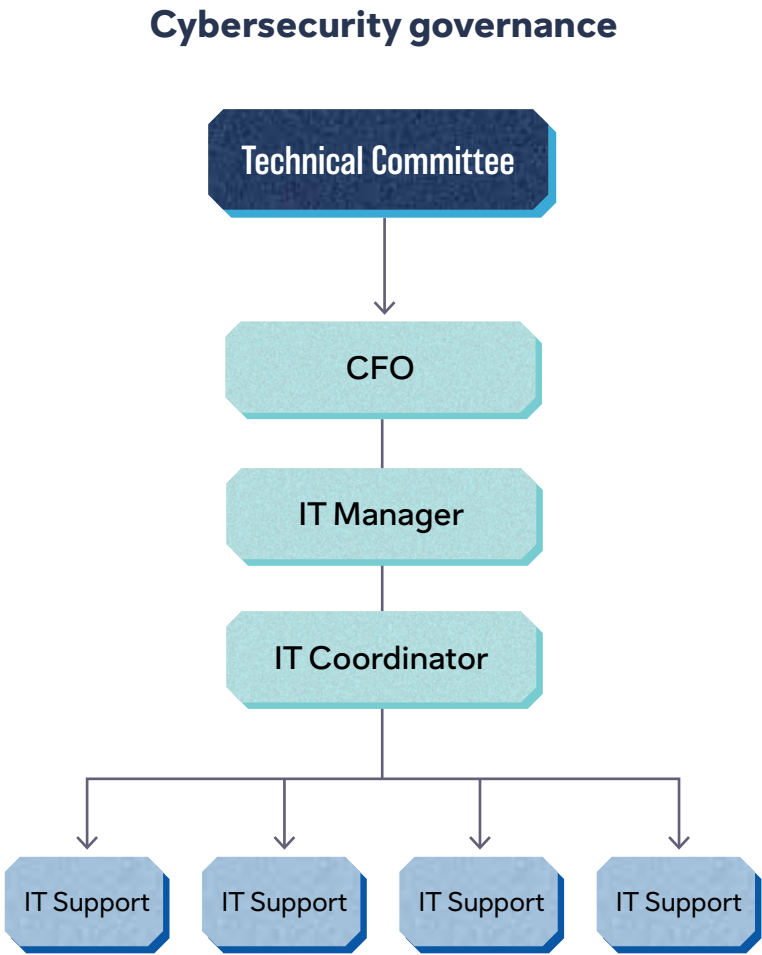 Cybersecurity governance
Technical Committee
CFO
IT Manager
IT Coordinator
IT Support
IT Support
IT Support
IT Support